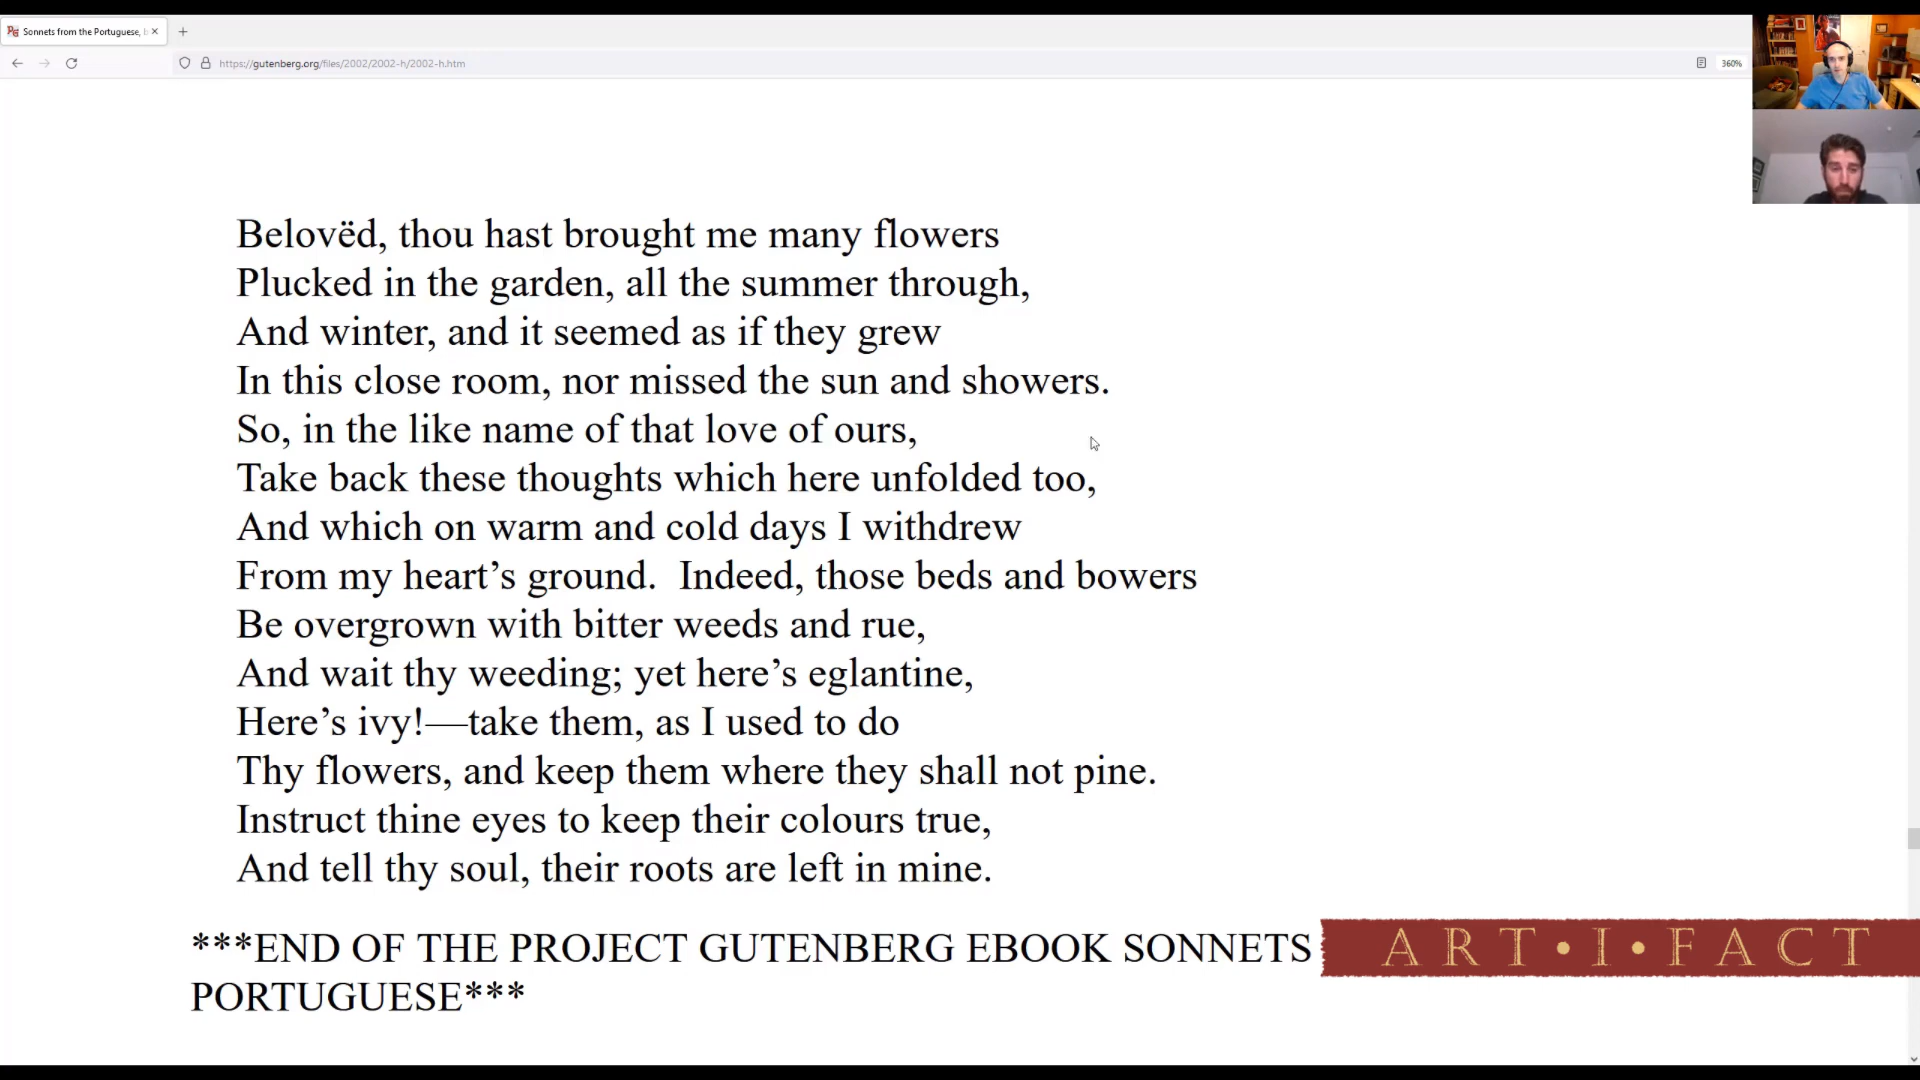 Sonnets from the Portuguese,
https://gutenberg.org/files/2002/2002-h/2002-h.htm
360%
Belovëd, thou hast brought me many flowers
Plucked in the garden, all the summer through,
And winter, and it seemed as if they grew
In this close room, nor missed the sun and showers.
So, in the like name of that love of ours,
Take back these thoughts which here unfolded too,
And which on warm and cold days I withdrew
From my heart’s ground.  Indeed, those beds and bowers
Be overgrown with bitter weeds and rue,
And wait thy weeding; yet here’s eglantine,
Here’s ivy!—take them, as I used to do
Thy flowers, and keep them where they shall not pine.
Instruct thine eyes to keep their colours true,
And tell thy soul, their roots are left in mine.
***END OF THE PROJECT GUTENBERG EBOOK SONNETS
PORTUGUESE***
ART•I•FACT